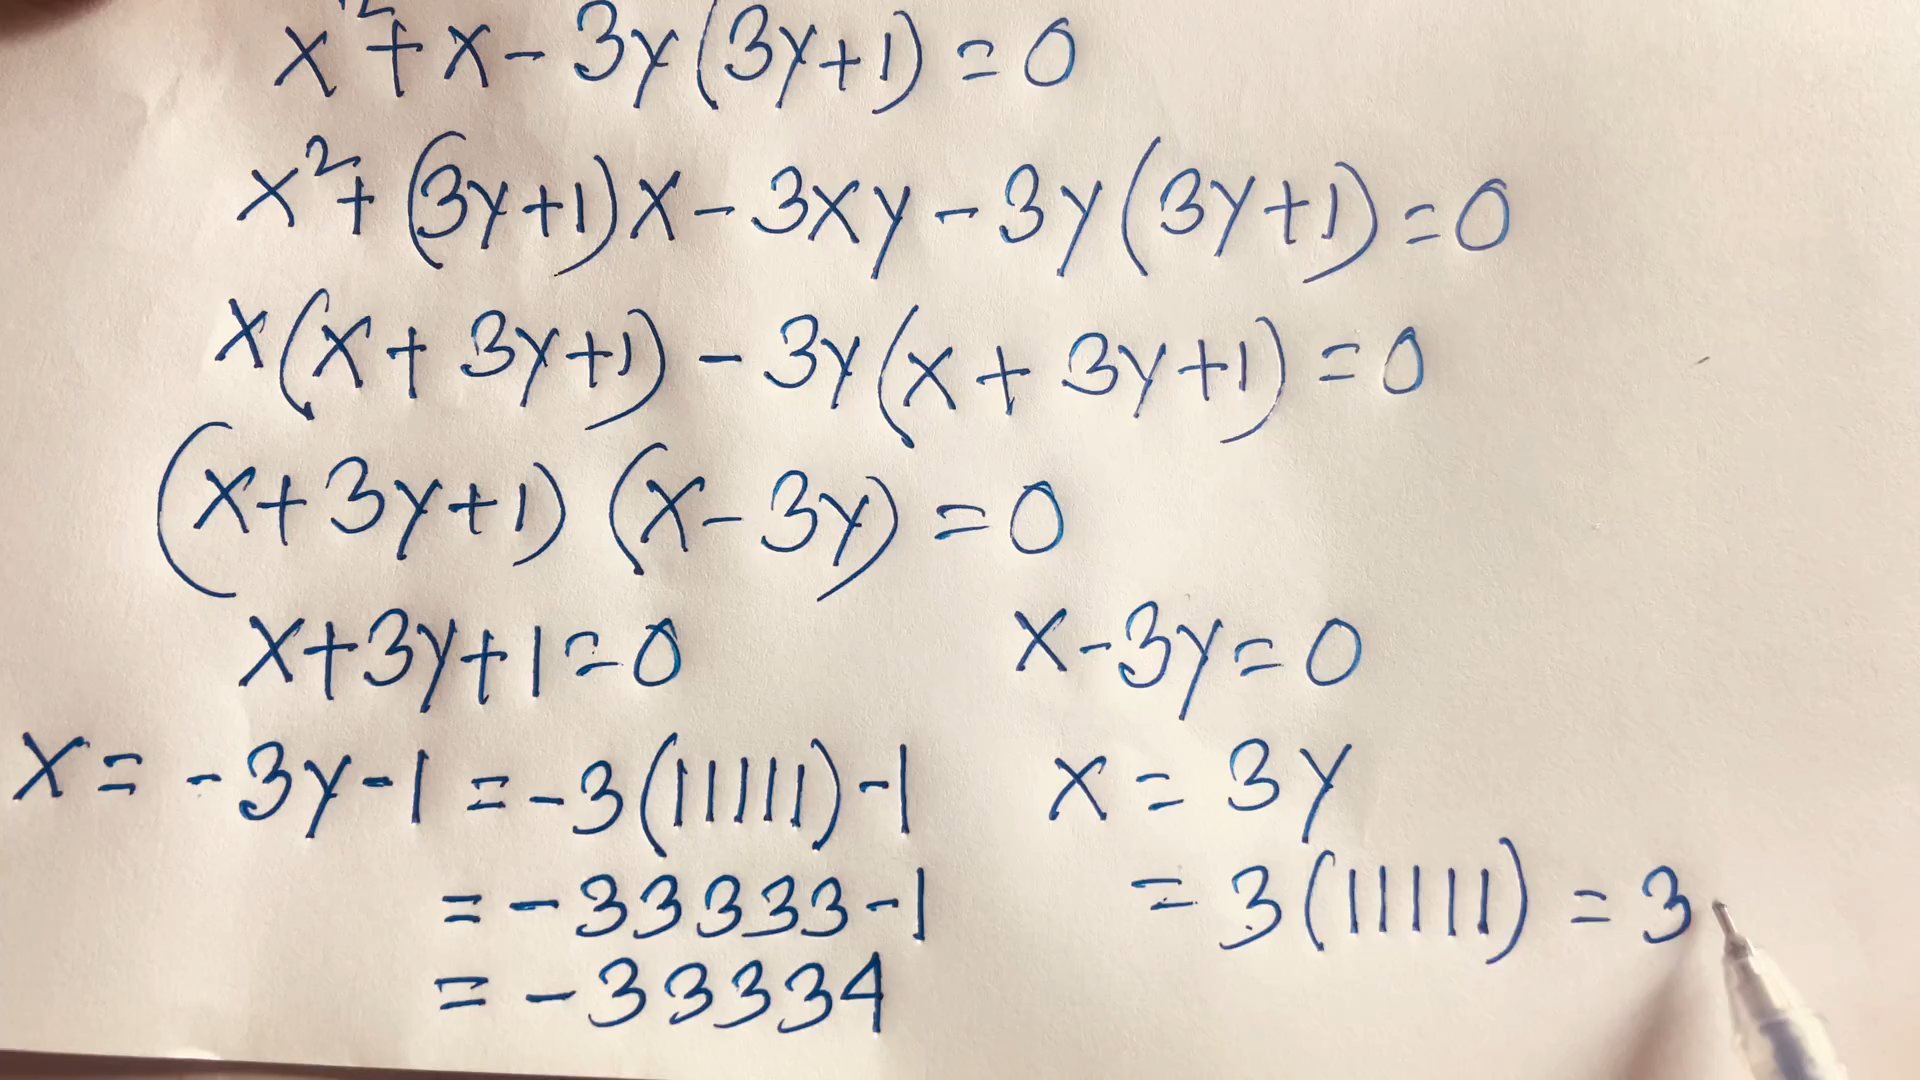 x²+x-3y(3y+1)=0
x²+(3y+1)x-3xy-3y(3y+1)=0
x(x+3y+1)-3y(x+3y+1)=0
(x+3y+1)(x-3y)=0
x+3y+1=0
x=-3y-1=-3(11111)-1
=-33333-1
=-33334
x-3y=0
x=3y
=3(11111)=3